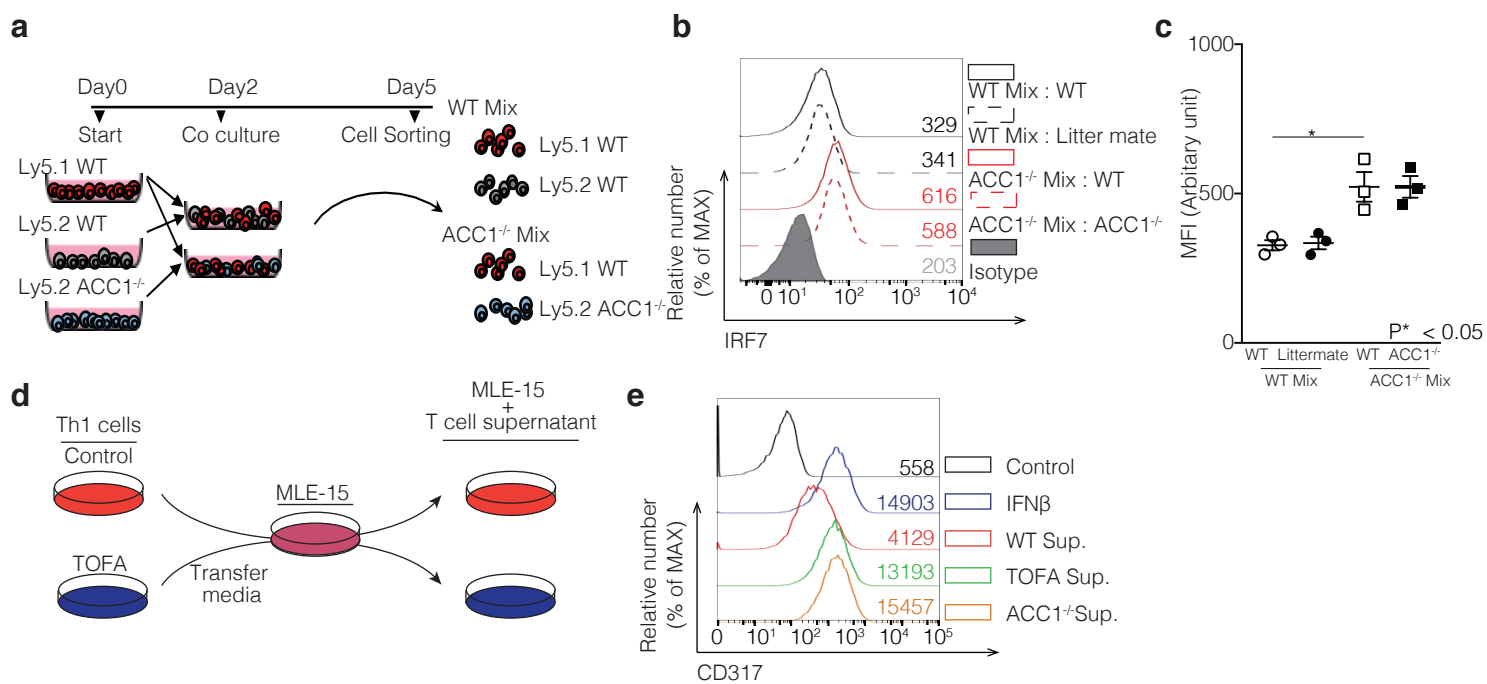 a
Day0
Day2
Day5
Start
Co culture
Cell Sorting
Ly5.1 WT
Ly5.2 WT
Ly5.2 ACC1-/-
WT Mix
Ly5.1 WT
Ly5.2 WT
ACC1-/- Mix
Ly5.1 WT
Ly5.2 ACC1-/-
b
Relative number
(% of MAX)
329
341
616
588
203
0 10¹ 10² 10³ 10⁴
IRF7
WT Mix : WT
WT Mix : Litter mate
ACC1-/- Mix : WT
ACC1-/- Mix : ACC1-/-
Isotype
c
MFI (Arbitary unit)
1000
500
0
*
P* < 0.05
WT Littermate WT ACC1-/-
WT Mix ACC1-/- Mix
d
Th1 cells
Control
TOFA
MLE-15
Transfer
media
MLE-15
+
T cell supernatant
e
Relative number
(% of MAX)
558
14903
4129
13193
15457
0 10¹ 10² 10³ 10⁴ 10⁵
CD317
Control
IFNβ
WT Sup.
TOFA Sup.
ACC1-/-Sup.